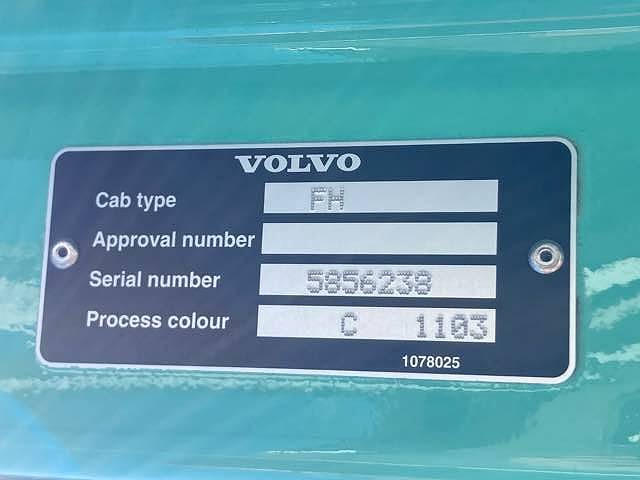 VOLVO
Cab type FH
Approval number
Serial number 5856238
Process colour C 1103
1078025